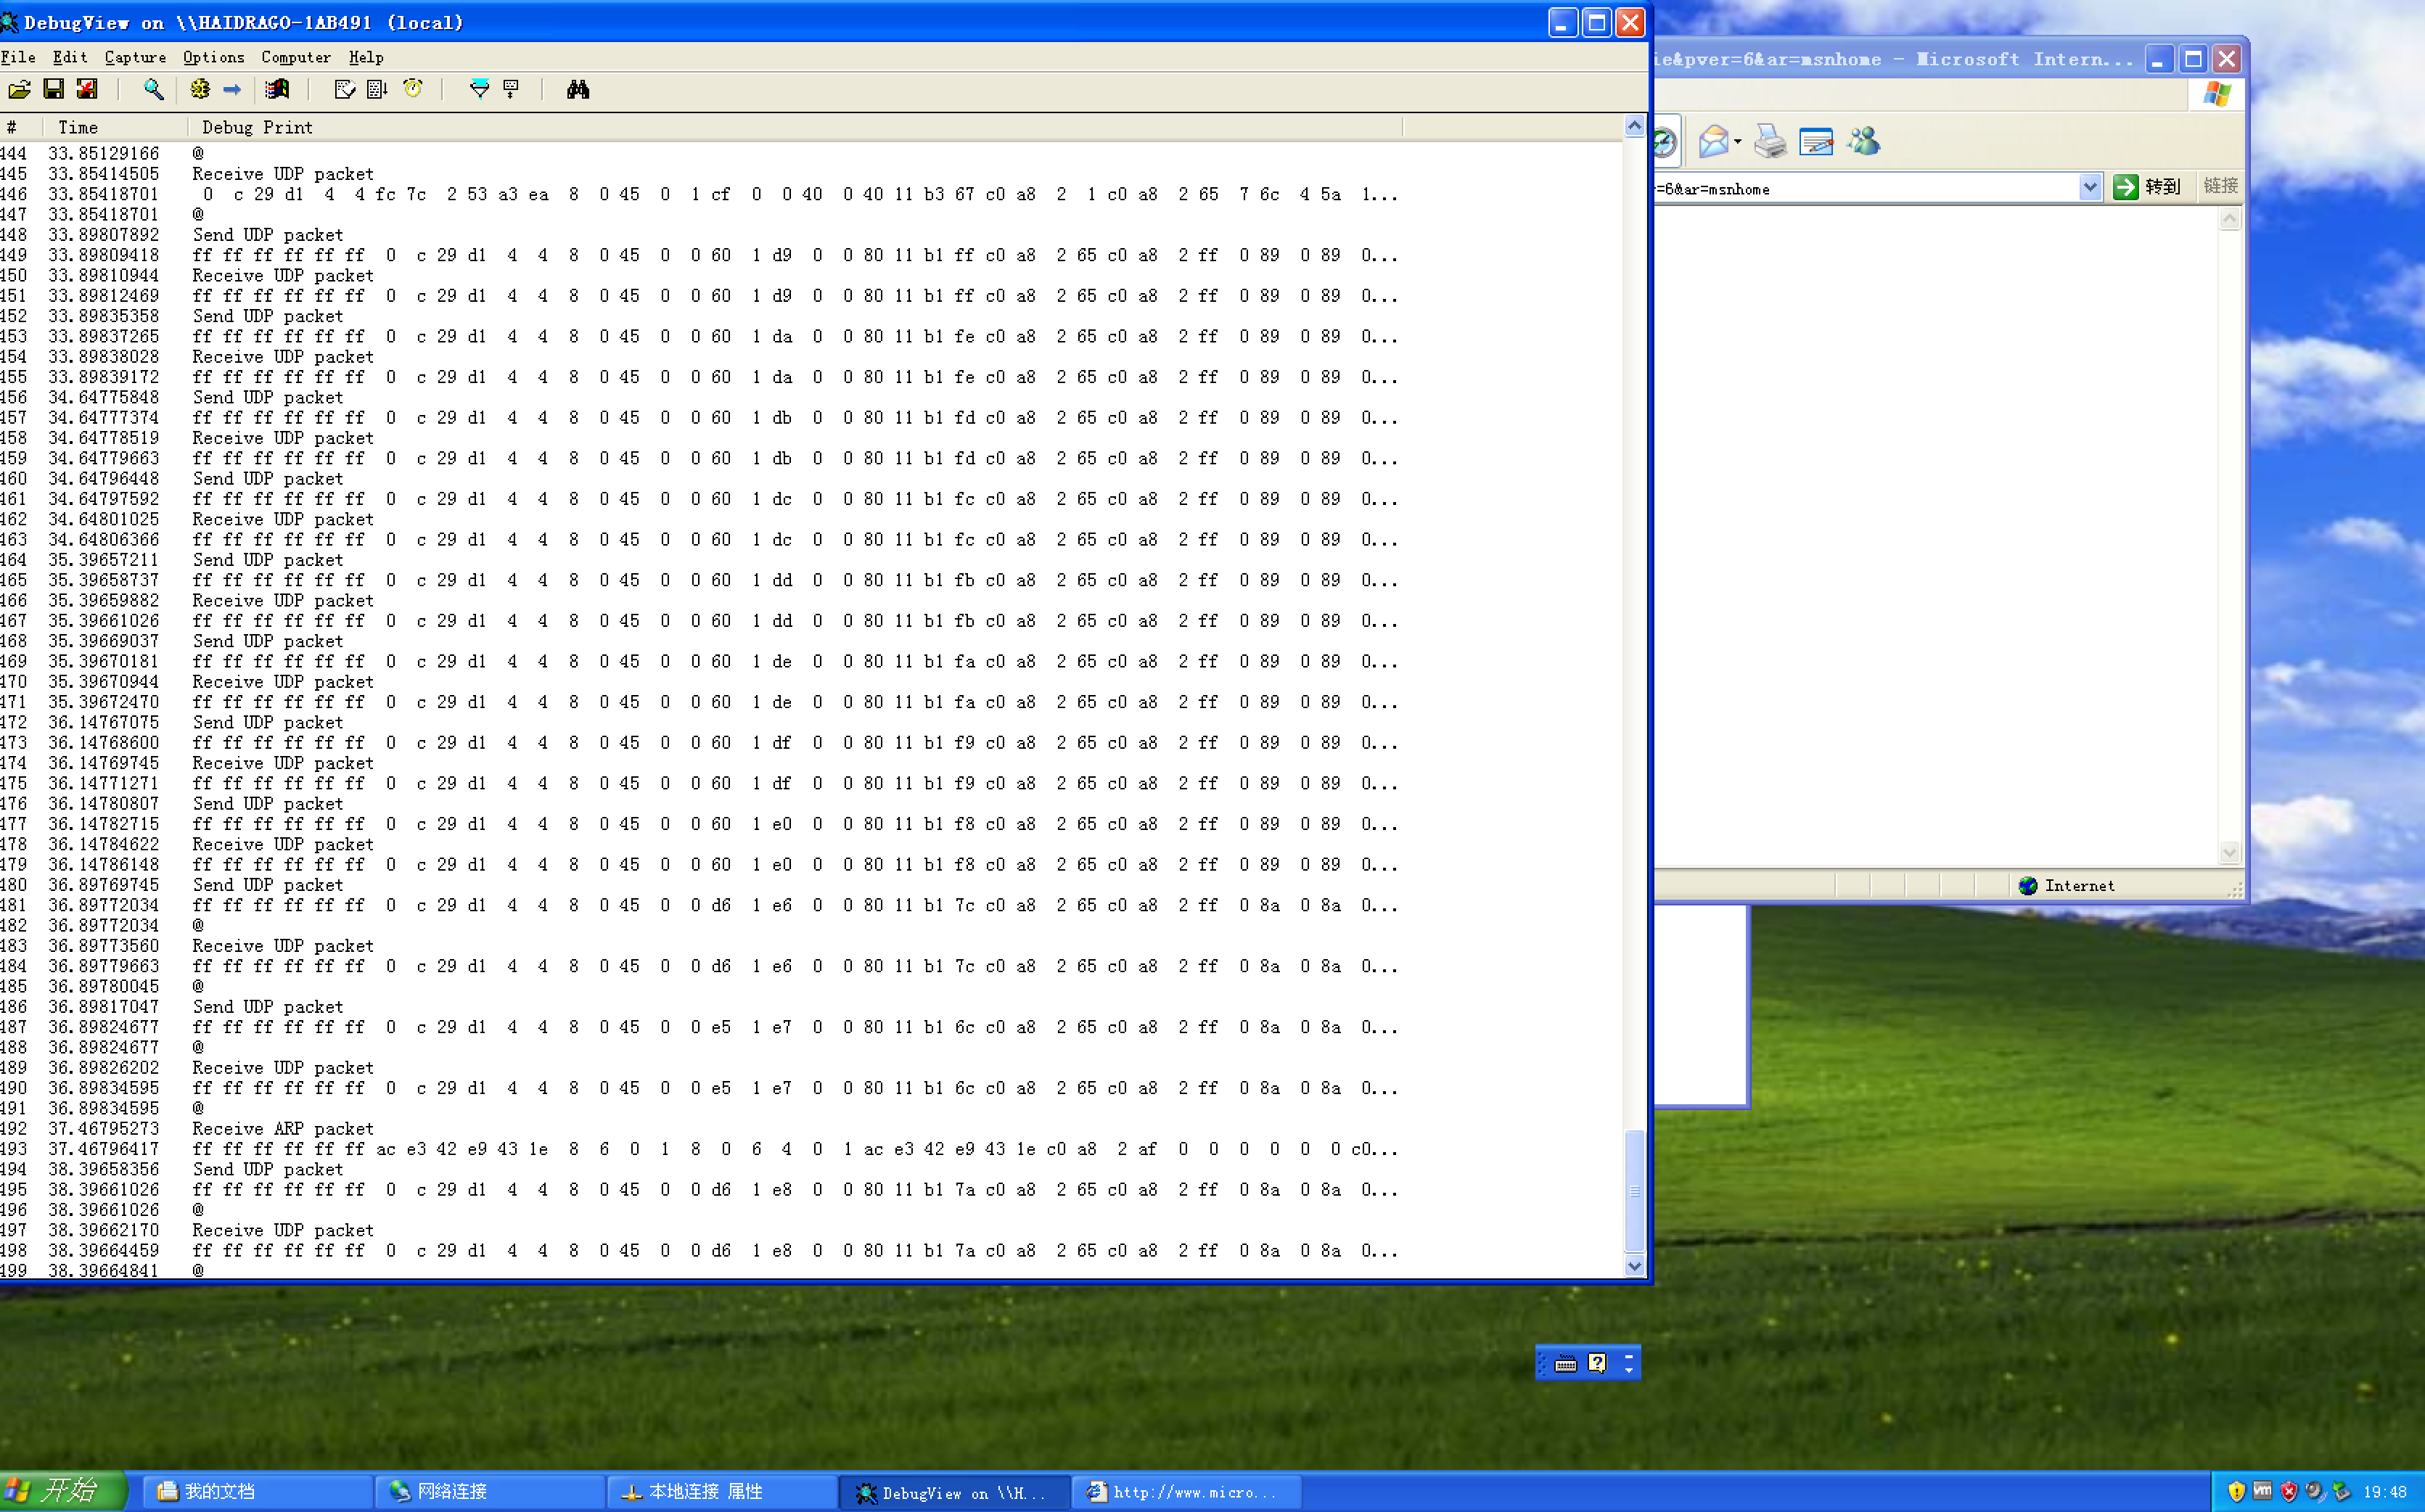 DebugView on \\HAIDRAGO-1AB491 (local)
File Edit Capture Options Computer Help
# Time Debug Print
444 33.85129166 @
445 33.85414505 Receive UDP packet
446 33.85418701 0 c 29 d1 4 4 fc 7c 2 53 a3 ea 8 0 45 0 1 cf 0 0 40 0 40 11 b3 67 c0 a8 2 1 c0 a8 2 65 7 6c 4 5a 1...
447 33.85418701 @
448 33.89807892 Send UDP packet
449 33.89809418 ff ff ff ff ff ff 0 c 29 d1 4 4 8 0 45 0 0 60 1 d9 0 0 80 11 b1 ff c0 a8 2 65 c0 a8 2 ff 0 89 0 89 0...
450 33.89810944 Receive UDP packet
451 33.89812469 ff ff ff ff ff ff 0 c 29 d1 4 4 8 0 45 0 0 60 1 d9 0 0 80 11 b1 ff c0 a8 2 65 c0 a8 2 ff 0 89 0 89 0...
452 33.89835358 Send UDP packet
453 33.89837265 ff ff ff ff ff ff 0 c 29 d1 4 4 8 0 45 0 0 60 1 da 0 0 80 11 b1 fe c0 a8 2 65 c0 a8 2 ff 0 89 0 89 0...
454 33.89838028 Receive UDP packet
455 33.89839172 ff ff ff ff ff ff 0 c 29 d1 4 4 8 0 45 0 0 60 1 da 0 0 80 11 b1 fe c0 a8 2 65 c0 a8 2 ff 0 89 0 89 0...
456 34.64775848 Send UDP packet
457 34.64777374 ff ff ff ff ff ff 0 c 29 d1 4 4 8 0 45 0 0 60 1 db 0 0 80 11 b1 fd c0 a8 2 65 c0 a8 2 ff 0 89 0 89 0...
458 34.64778519 Receive UDP packet
459 34.64779663 ff ff ff ff ff ff 0 c 29 d1 4 4 8 0 45 0 0 60 1 db 0 0 80 11 b1 fd c0 a8 2 65 c0 a8 2 ff 0 89 0 89 0...
460 34.64796448 Send UDP packet
461 34.64797592 ff ff ff ff ff ff 0 c 29 d1 4 4 8 0 45 0 0 60 1 dc 0 0 80 11 b1 fc c0 a8 2 65 c0 a8 2 ff 0 89 0 89 0...
462 34.64801025 Receive UDP packet
463 34.64806366 ff ff ff ff ff ff 0 c 29 d1 4 4 8 0 45 0 0 60 1 dc 0 0 80 11 b1 fc c0 a8 2 65 c0 a8 2 ff 0 89 0 89 0...
464 35.39657211 Send UDP packet
465 35.39658737 ff ff ff ff ff ff 0 c 29 d1 4 4 8 0 45 0 0 60 1 dd 0 0 80 11 b1 fb c0 a8 2 65 c0 a8 2 ff 0 89 0 89 0...
466 35.39659882 Receive UDP packet
467 35.39661026 ff ff ff ff ff ff 0 c 29 d1 4 4 8 0 45 0 0 60 1 dd 0 0 80 11 b1 fb c0 a8 2 65 c0 a8 2 ff 0 89 0 89 0...
468 35.39669037 Send UDP packet
469 35.39670181 ff ff ff ff ff ff 0 c 29 d1 4 4 8 0 45 0 0 60 1 de 0 0 80 11 b1 fa c0 a8 2 65 c0 a8 2 ff 0 89 0 89 0...
470 35.39670944 Receive UDP packet
471 35.39672470 ff ff ff ff ff ff 0 c 29 d1 4 4 8 0 45 0 0 60 1 de 0 0 80 11 b1 fa c0 a8 2 65 c0 a8 2 ff 0 89 0 89 0...
472 36.14767075 Send UDP packet
473 36.14768600 ff ff ff ff ff ff 0 c 29 d1 4 4 8 0 45 0 0 60 1 df 0 0 80 11 b1 f9 c0 a8 2 65 c0 a8 2 ff 0 89 0 89 0...
474 36.14769745 Receive UDP packet
475 36.14771271 ff ff ff ff ff ff 0 c 29 d1 4 4 8 0 45 0 0 60 1 df 0 0 80 11 b1 f9 c0 a8 2 65 c0 a8 2 ff 0 89 0 89 0...
476 36.14780807 Send UDP packet
477 36.14782715 ff ff ff ff ff ff 0 c 29 d1 4 4 8 0 45 0 0 60 1 e0 0 0 80 11 b1 f8 c0 a8 2 65 c0 a8 2 ff 0 89 0 89 0...
478 36.14784622 Receive UDP packet
479 36.14786148 ff ff ff ff ff ff 0 c 29 d1 4 4 8 0 45 0 0 60 1 e0 0 0 80 11 b1 f8 c0 a8 2 65 c0 a8 2 ff 0 89 0 89 0...
480 36.89769745 Send UDP packet
481 36.89772034 ff ff ff ff ff ff 0 c 29 d1 4 4 8 0 45 0 0 d6 1 e6 0 0 80 11 b1 7c c0 a8 2 65 c0 a8 2 ff 0 8a 0 8a 0...
482 36.89772034 @
483 36.89773560 Receive UDP packet
484 36.89779663 ff ff ff ff ff ff 0 c 29 d1 4 4 8 0 45 0 0 d6 1 e6 0 0 80 11 b1 7c c0 a8 2 65 c0 a8 2 ff 0 8a 0 8a 0...
485 36.89780045 @
486 36.89817047 Send UDP packet
487 36.89824677 ff ff ff ff ff ff 0 c 29 d1 4 4 8 0 45 0 0 e5 1 e7 0 0 80 11 b1 6c c0 a8 2 65 c0 a8 2 ff 0 8a 0 8a 0...
488 36.89824677 @
489 36.89826202 Receive UDP packet
490 36.89834595 ff ff ff ff ff ff 0 c 29 d1 4 4 8 0 45 0 0 e5 1 e7 0 0 80 11 b1 6c c0 a8 2 65 c0 a8 2 ff 0 8a 0 8a 0...
491 36.89834595 @
492 37.46795273 Receive ARP packet
493 37.46796417 ff ff ff ff ff ff ac e3 42 e9 43 1e 8 6 0 1 8 0 6 4 0 1 ac e3 42 e9 43 1e c0 a8 2 af 0 0 0 0 0 0 c0...
494 38.39658356 Send UDP packet
495 38.39661026 ff ff ff ff ff ff 0 c 29 d1 4 4 8 0 45 0 0 d6 1 e8 0 0 80 11 b1 7a c0 a8 2 65 c0 a8 2 ff 0 8a 0 8a 0...
496 38.39661026 @
497 38.39662170 Receive UDP packet
498 38.39664459 ff ff ff ff ff ff 0 c 29 d1 4 4 8 0 45 0 0 d6 1 e8 0 0 80 11 b1 7a c0 a8 2 65 c0 a8 2 ff 0 8a 0 8a 0...
499 38.39664841 @
ie&pver=6&ar=msnhome - Microsoft Intern...
r=6&ar=msnhome 转到 链接
Internet
开始 我的文档 网络连接 本地连接 属性 DebugView on \\H... http://www.micro... vm 19:48